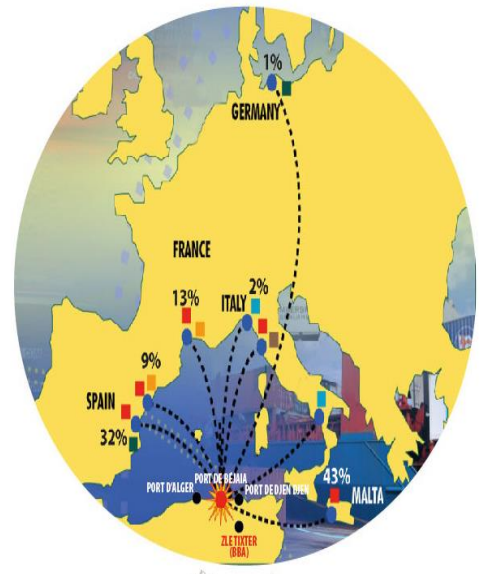 1%
GERMANY
FRANCE
13%
ITALY
2%
9%
SPAIN
32%
43%
MALTA
PORT D'ALGER
PORT DE BÉJAIA
PORT DE DJEN DJEN
ZLE TIXTER
(BBA)